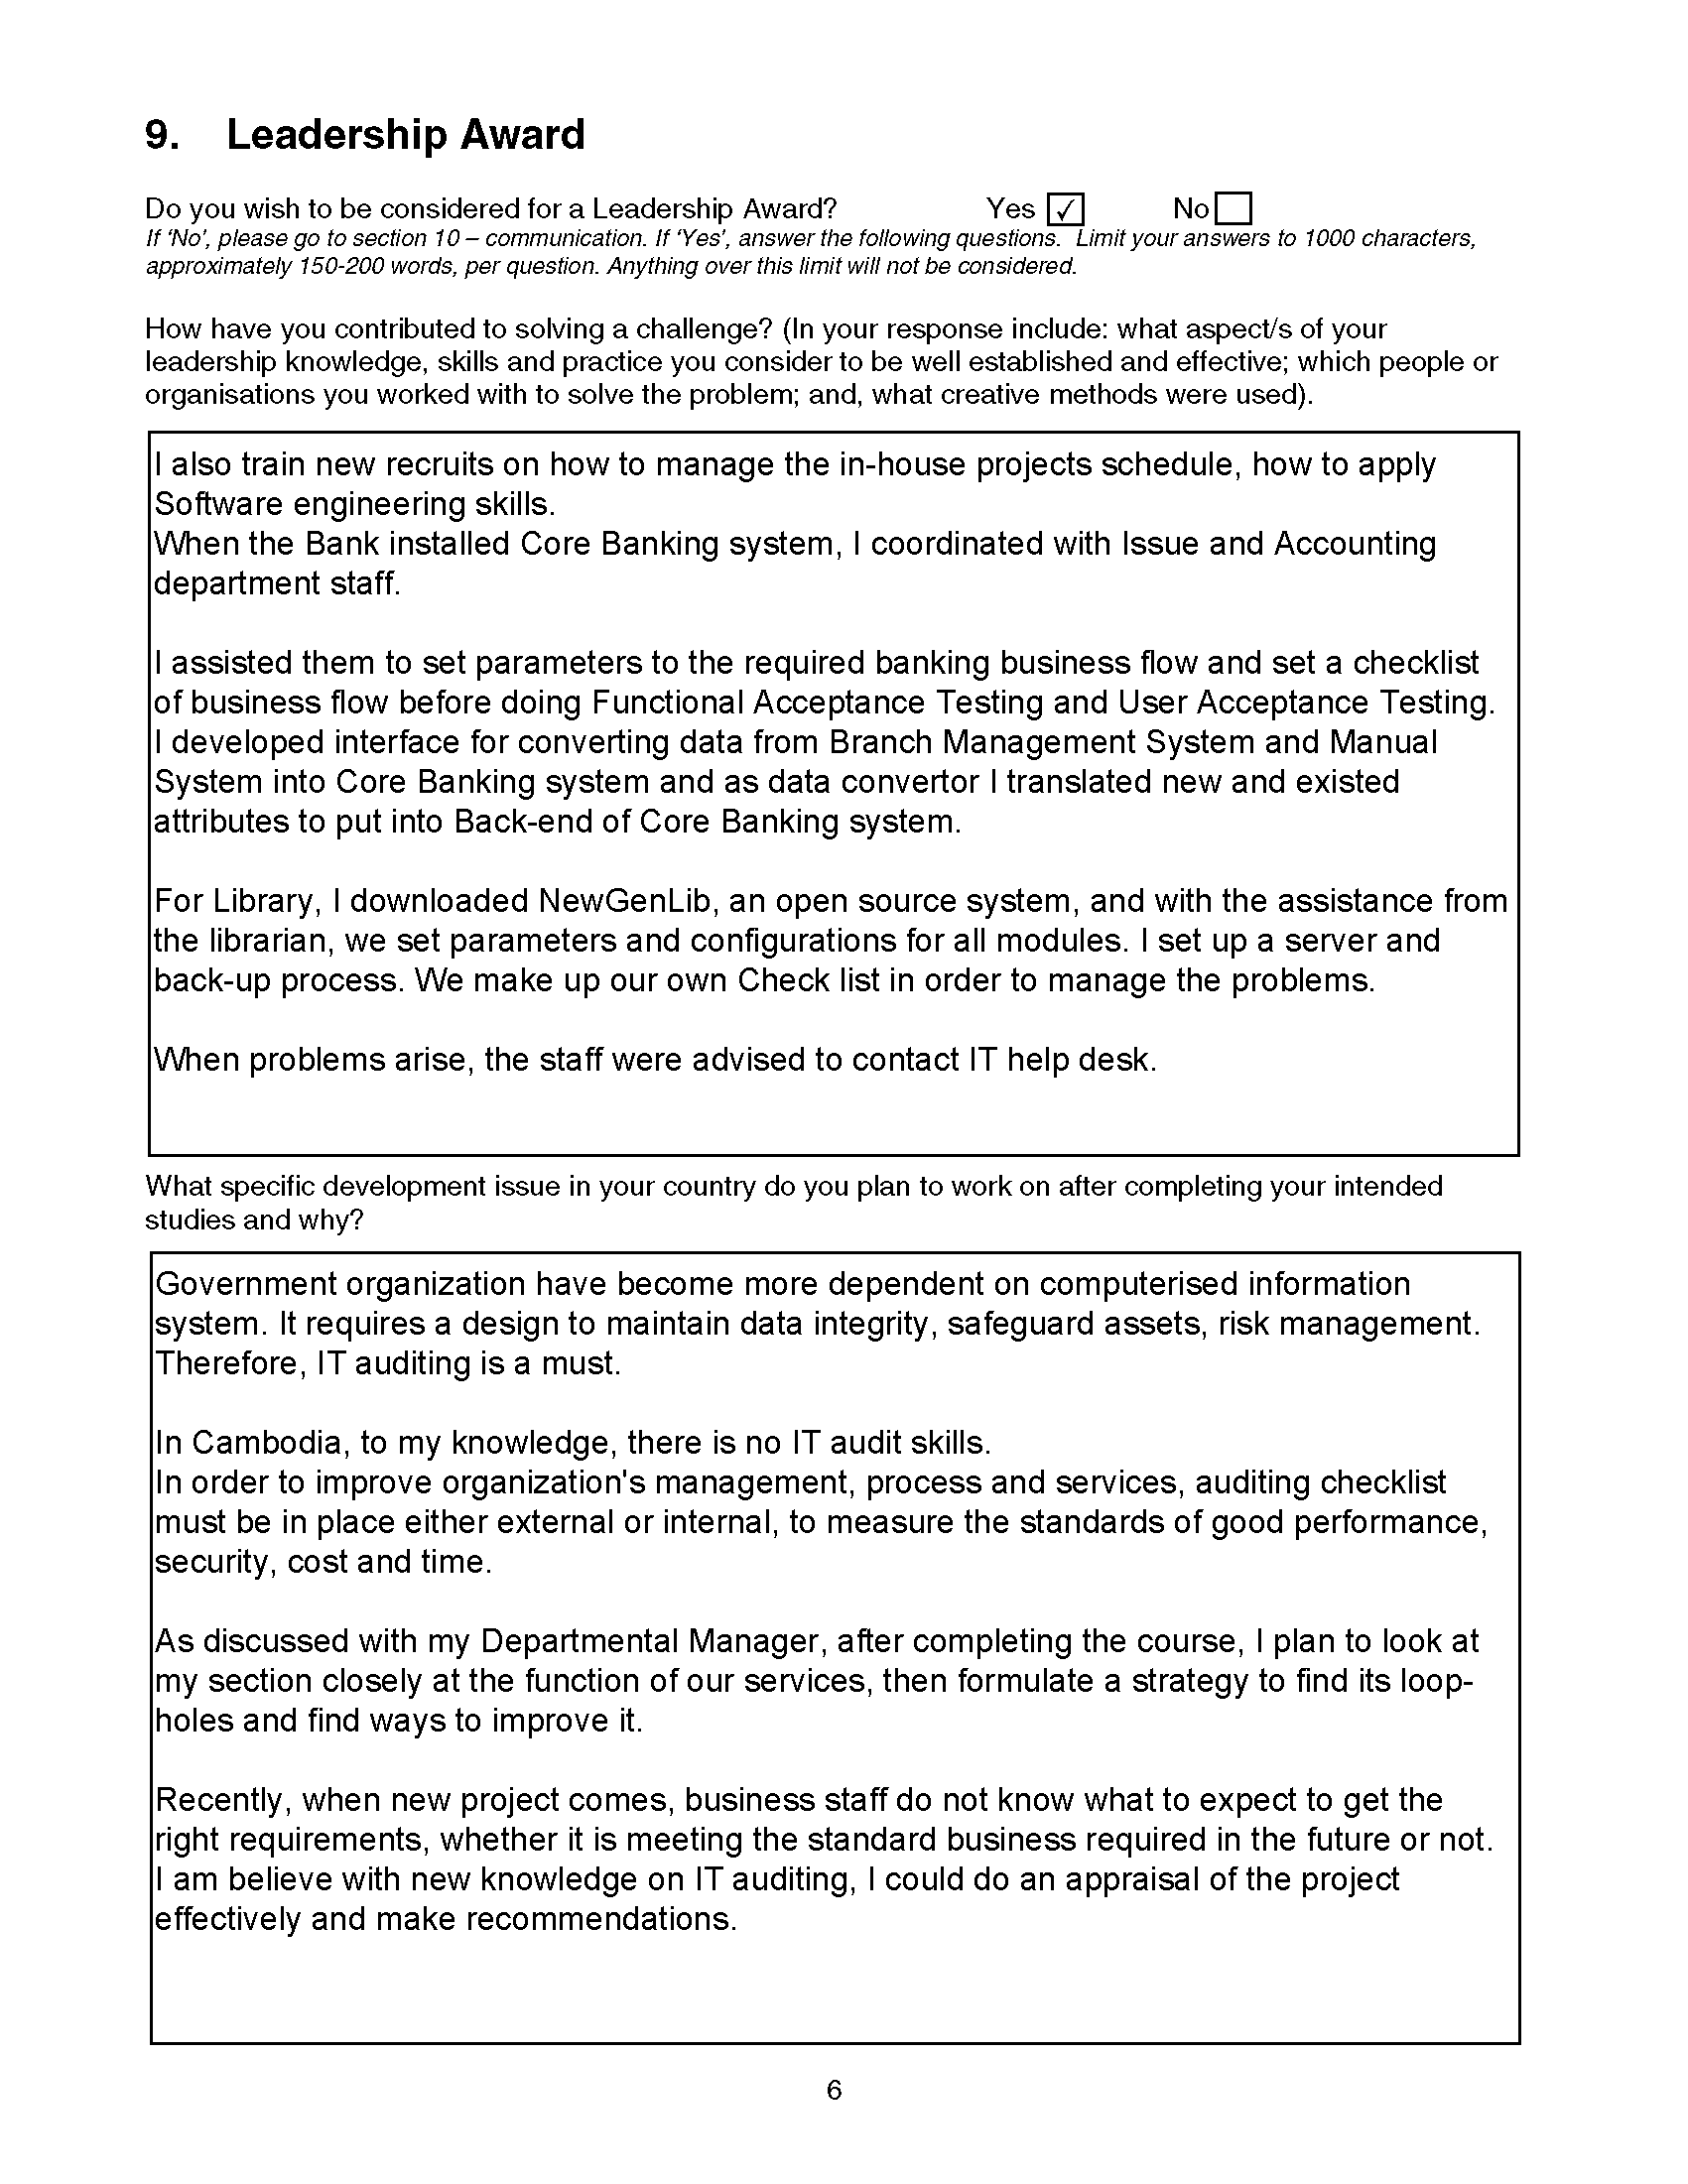 9. Leadership Award
Do you wish to be considered for a Leadership Award? Yes ✓ No
If ‘No’, please go to section 10 – communication. If ‘Yes’, answer the following questions. Limit your answers to 1000 characters,
approximately 150-200 words, per question. Anything over this limit will not be considered.
How have you contributed to solving a challenge? (In your response include: what aspect/s of your
leadership knowledge, skills and practice you consider to be well established and effective; which people or
organisations you worked with to solve the problem; and, what creative methods were used).
I also train new recruits on how to manage the in-house projects schedule, how to apply
Software engineering skills.
When the Bank installed Core Banking system, I coordinated with Issue and Accounting
department staff.
I assisted them to set parameters to the required banking business flow and set a checklist
of business flow before doing Functional Acceptance Testing and User Acceptance Testing.
I developed interface for converting data from Branch Management System and Manual
System into Core Banking system and as data convertor I translated new and existed
attributes to put into Back-end of Core Banking system.
For Library, I downloaded NewGenLib, an open source system, and with the assistance from
the librarian, we set parameters and configurations for all modules. I set up a server and
back-up process. We make up our own Check list in order to manage the problems.
When problems arise, the staff were advised to contact IT help desk.
What specific development issue in your country do you plan to work on after completing your intended
studies and why?
Government organization have become more dependent on computerised information
system. It requires a design to maintain data integrity, safeguard assets, risk management.
Therefore, IT auditing is a must.
In Cambodia, to my knowledge, there is no IT audit skills.
In order to improve organization's management, process and services, auditing checklist
must be in place either external or internal, to measure the standards of good performance,
security, cost and time.
As discussed with my Departmental Manager, after completing the course, I plan to look at
my section closely at the function of our services, then formulate a strategy to find its loop-
holes and find ways to improve it.
Recently, when new project comes, business staff do not know what to expect to get the
right requirements, whether it is meeting the standard business required in the future or not.
I am believe with new knowledge on IT auditing, I could do an appraisal of the project
effectively and make recommendations.
6